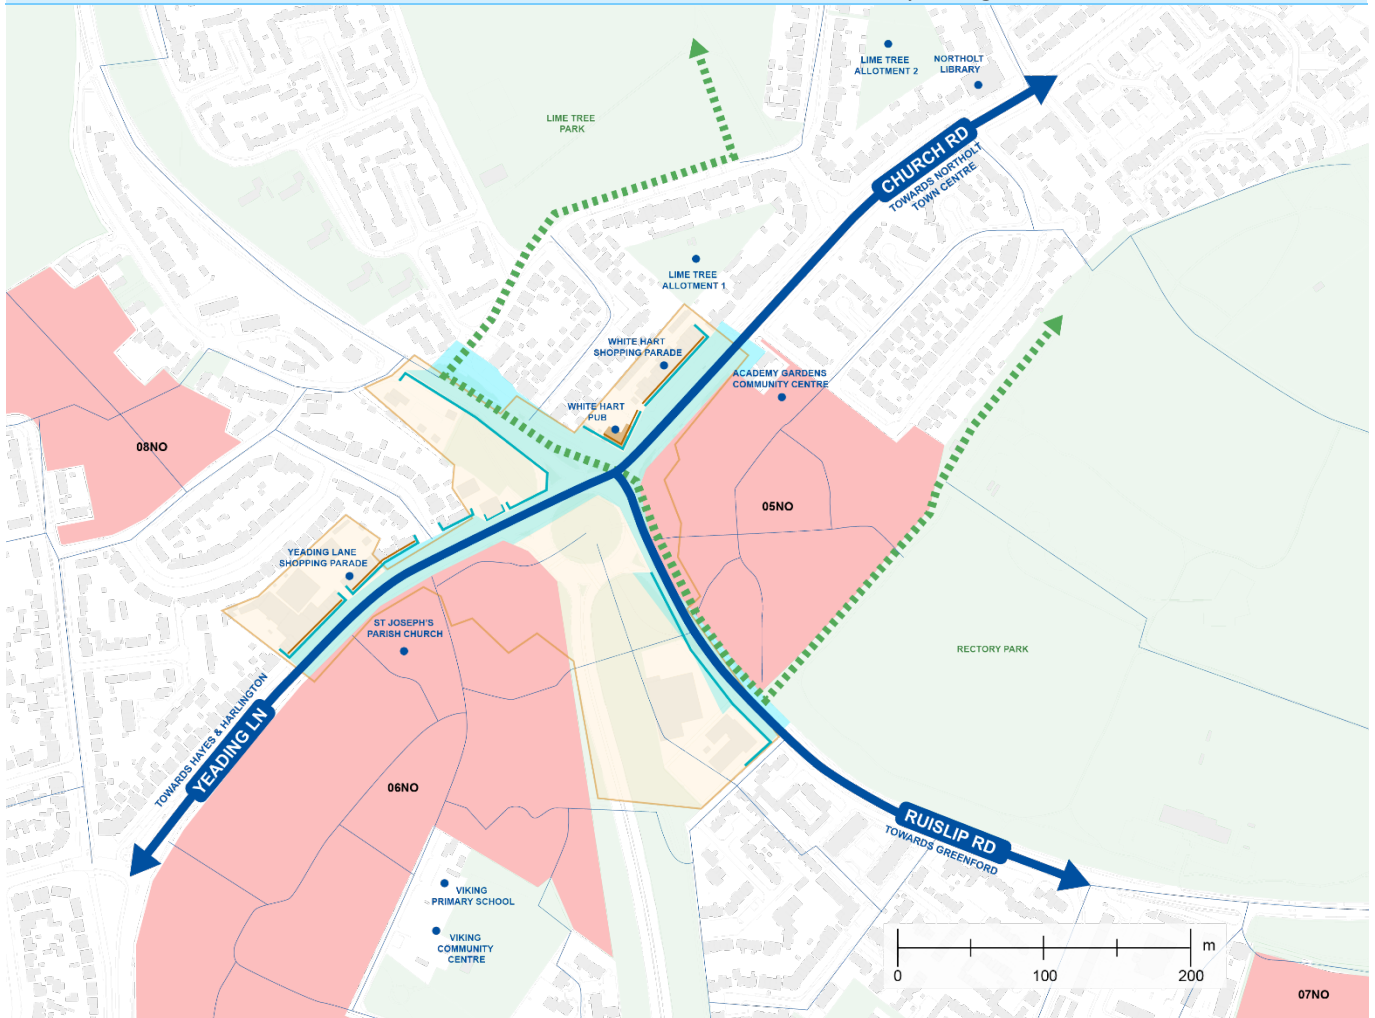 LIME TREE
ALLOTMENT 2
NORTHOLT
LIBRARY
LIME TREE
PARK
CHURCH RD
TOWARDS NORTHOLT
TOWN CENTRE
LIME TREE
ALLOTMENT 1
WHITE HART
SHOPPING PARADE
ACADEMY GARDENS
COMMUNITY CENTRE
WHITE HART
PUB
08NO
05NO
YEADING LANE
SHOPPING PARADE
ST JOSEPH'S
PARISH CHURCH
RECTORY PARK
TOWARDS HAYES & HARLINGTON
YEADING LN
06NO
RUISLIP RD
TOWARDS GREENFORD
VIKING
PRIMARY SCHOOL
VIKING
COMMUNITY
CENTRE
m
0
100
200
07NO